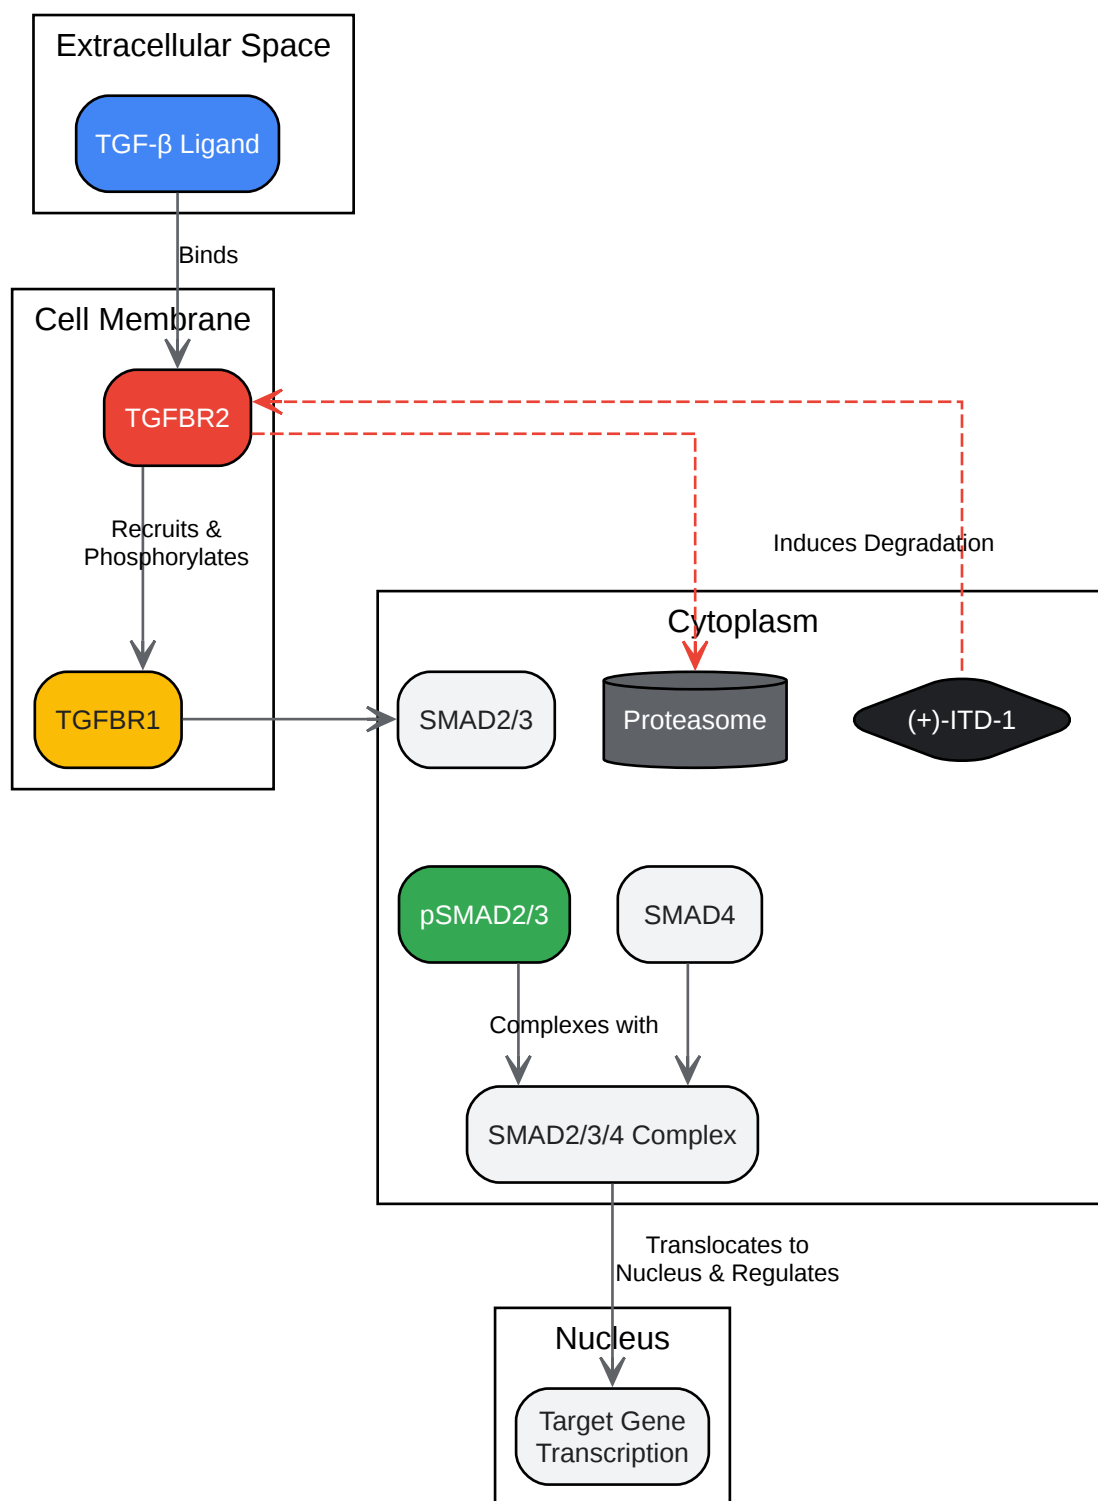 Extracellular Space
TGF-β Ligand
Binds
Cell Membrane
TGFBR2
Recruits &
Phosphorylates
Induces Degradation
Cytoplasm
TGFBR1
SMAD2/3
Proteasome
(+)-ITD-1
pSMAD2/3
SMAD4
Complexes with
SMAD2/3/4 Complex
Translocates to
Nucleus & Regulates
Nucleus
Target Gene
Transcription